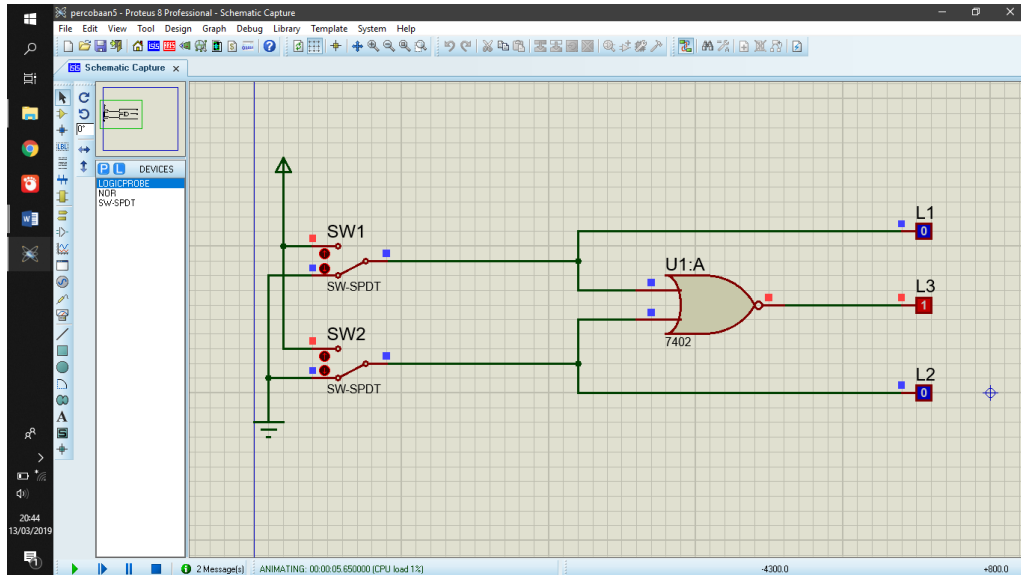 percobaan5 - Proteus 8 Professional - Schematic Capture
File Edit View Tool Design Graph Debug Library Template System Help
Schematic Capture
0°
LBL
P L DEVICES
LOGICPROBE
NOR
SW-SPDT
A
SW1
SW-SPDT
L1
0
U1:A
7402
L3
1
SW2
SW-SPDT
L2
0
20:44
13/03/2019
2 Message(s) ANIMATING: 00:00:05.650000 (CPU load 1%) -4300.0 +800.0